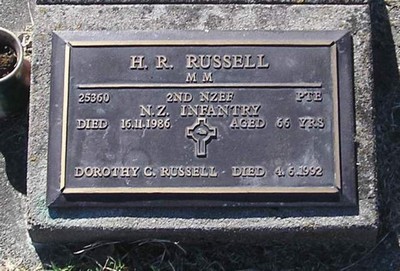 H. R. RUSSELL
M M
25360 2ND NZEF PTE
N.Z. INFANTRY
DIED 16.11.1986 AGED 66 YRS
DOROTHY C. RUSSELL - DIED 4.6.1992